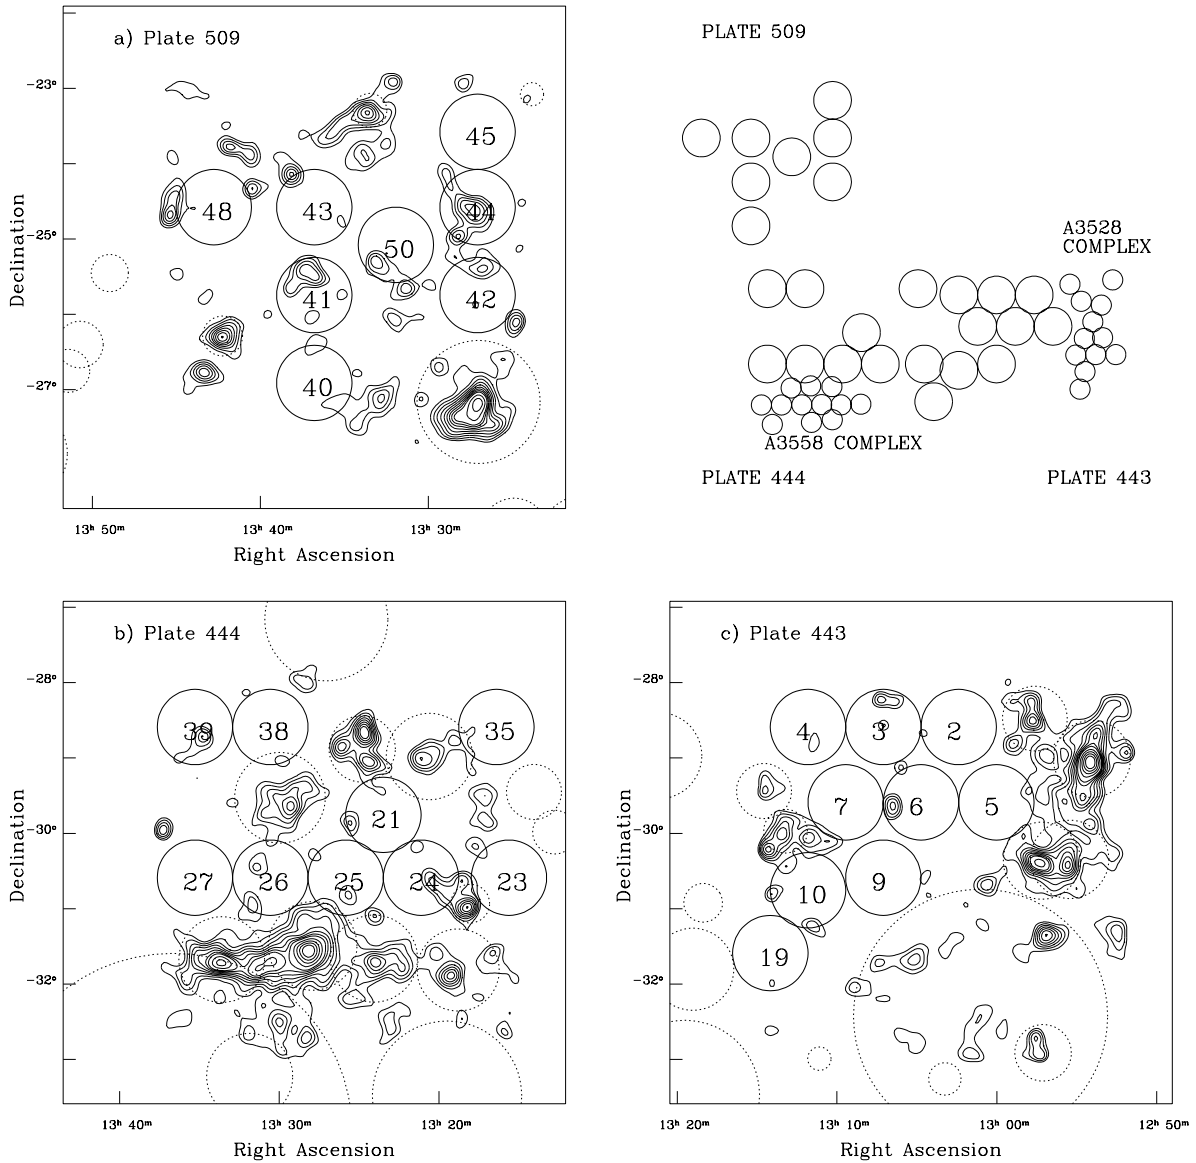 a) Plate 509
-23°
-25°
-27°
Declination
45
48
43
44
50
41
42
40
13ʰ 50ᵐ
13ʰ 40ᵐ
13ʰ 30ᵐ
Right Ascension
PLATE 509
A3528
COMPLEX
A3558 COMPLEX
PLATE 444
PLATE 443
b) Plate 444
-28°
-30°
-32°
Declination
39
38
35
21
27
26
25
24
23
13ʰ 40ᵐ
13ʰ 30ᵐ
13ʰ 20ᵐ
Right Ascension
c) Plate 443
-28°
-30°
-32°
Declination
4
3
2
7
6
5
10
9
19
13ʰ 20ᵐ
13ʰ 10ᵐ
13ʰ 00ᵐ
12ʰ 50ᵐ
Right Ascension